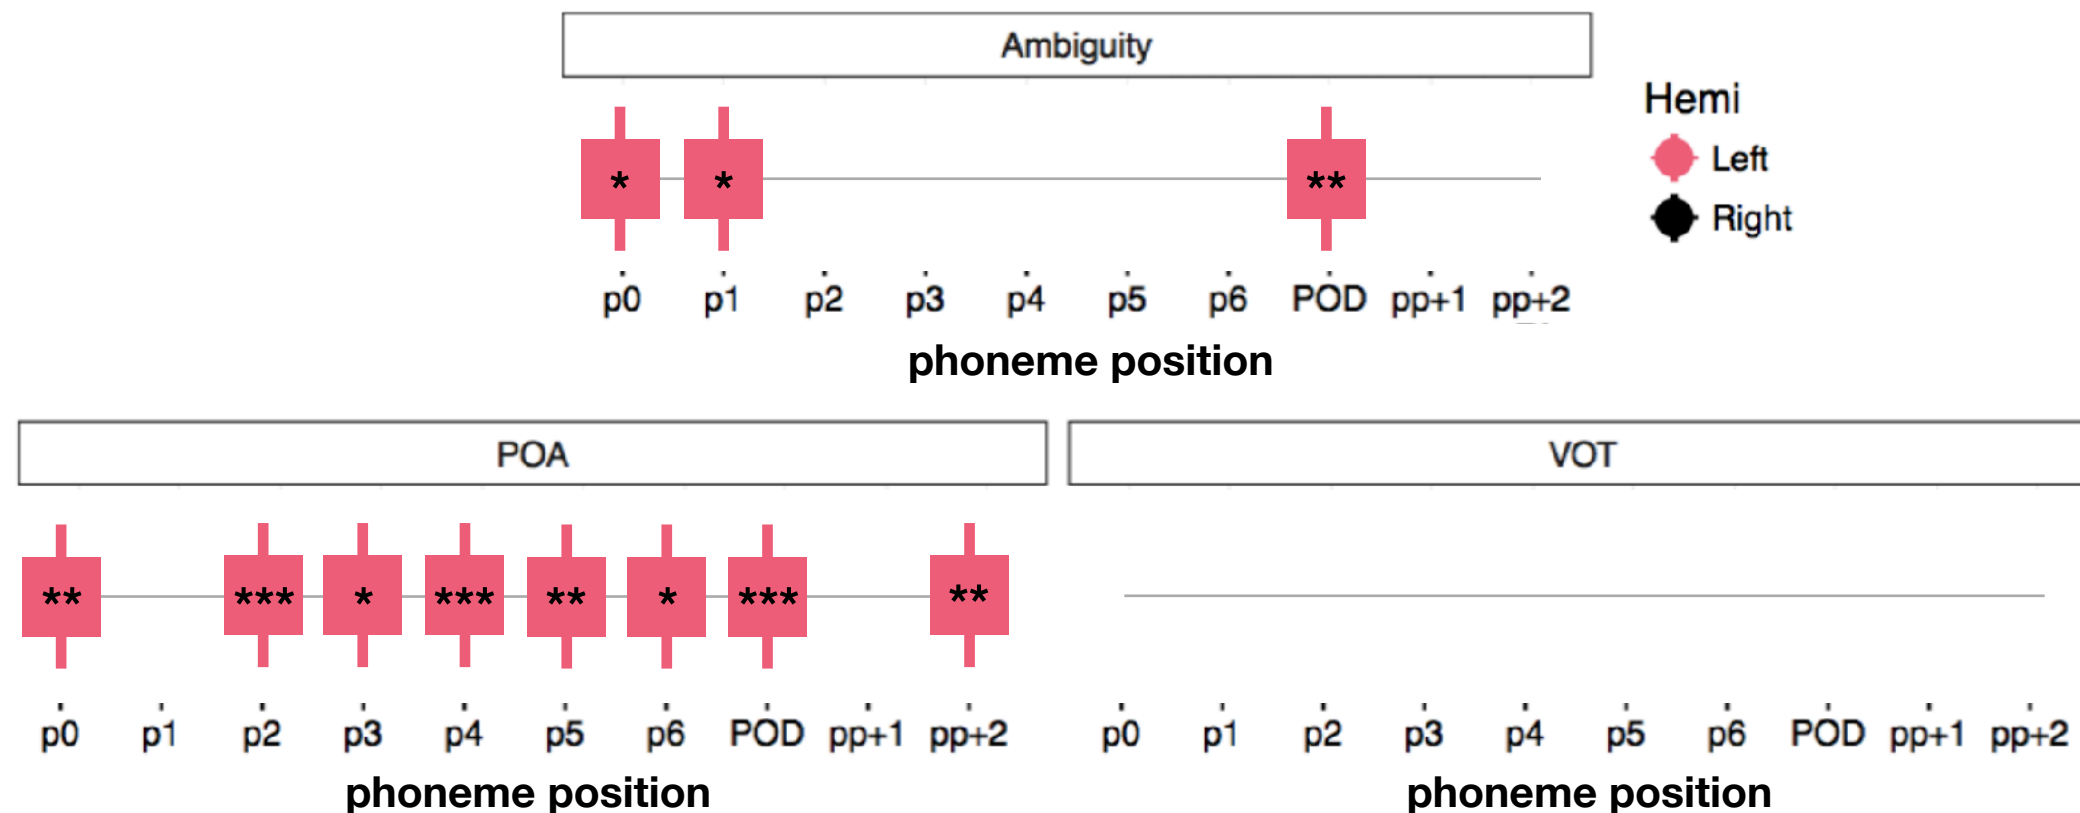 Ambiguity
Hemi
Left
Right
* * **
p0 p1 p2 p3 p4 p5 p6 POD pp+1 pp+2
phoneme position
POA
VOT
** *** * *** ** * *** **
p0 p1 p2 p3 p4 p5 p6 POD pp+1 pp+2
p0 p1 p2 p3 p4 p5 p6 POD pp+1 pp+2
phoneme position
phoneme position